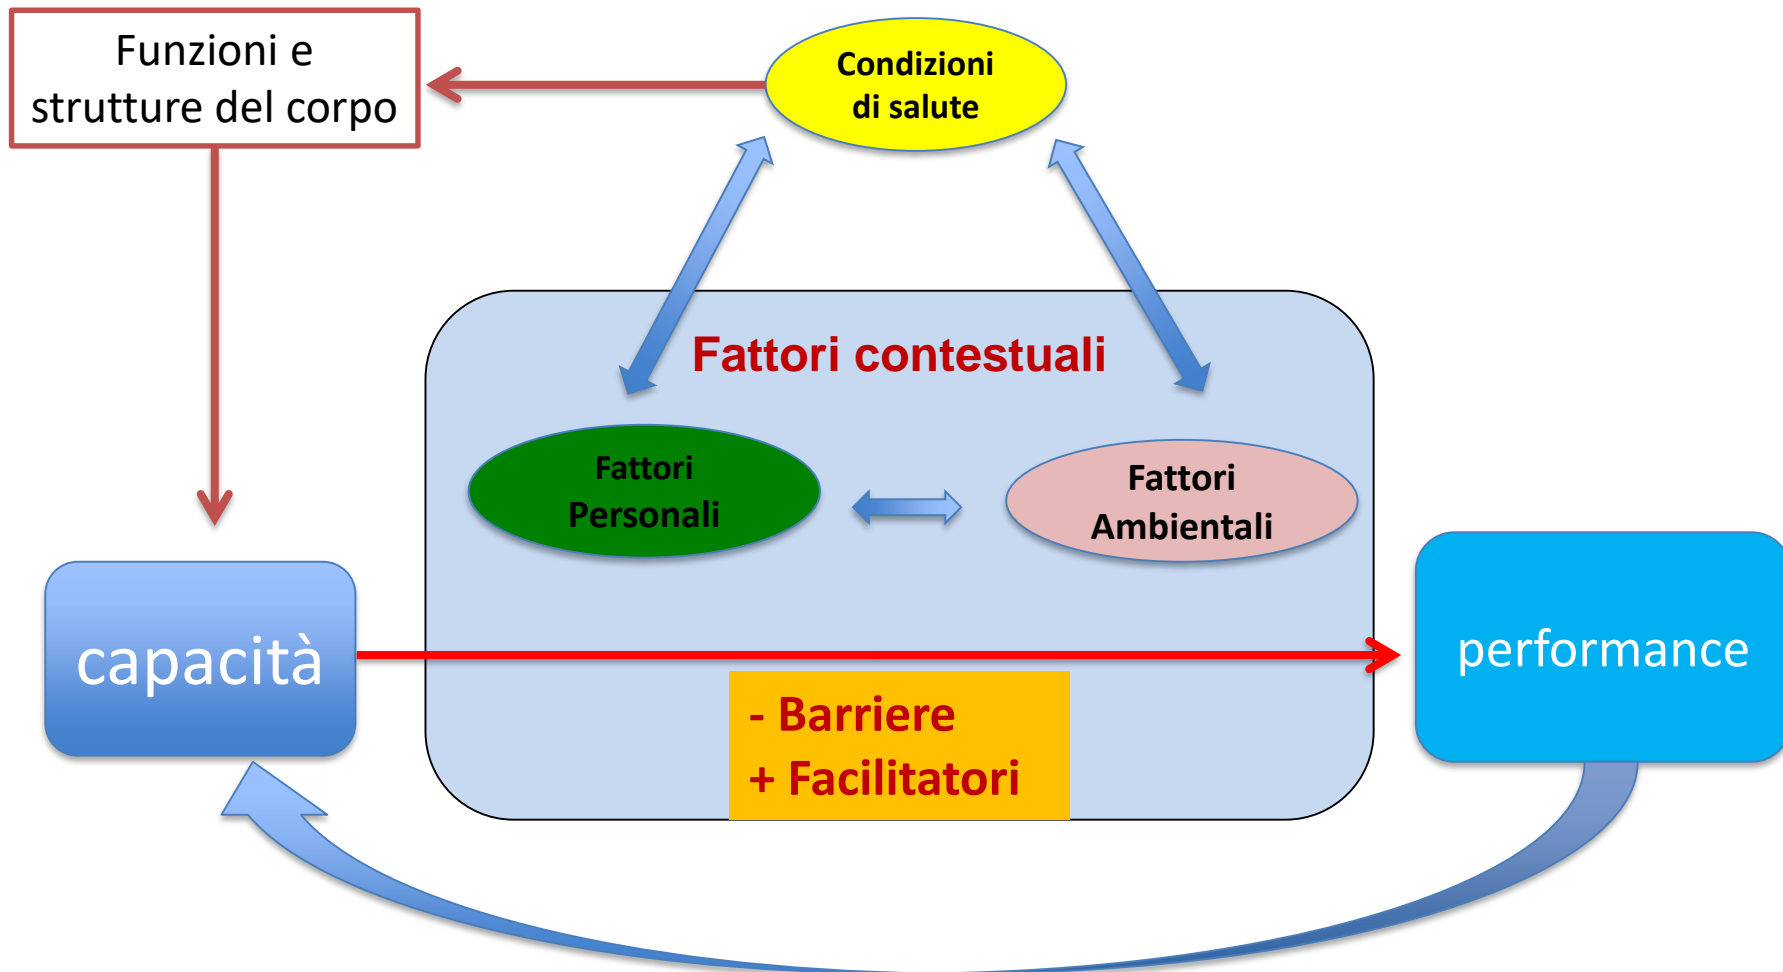 Funzioni e
strutture del corpo
Condizioni
di salute
Fattori contestuali
Fattori
Personali
Fattori
Ambientali
capacità
performance
- Barriere
+ Facilitatori